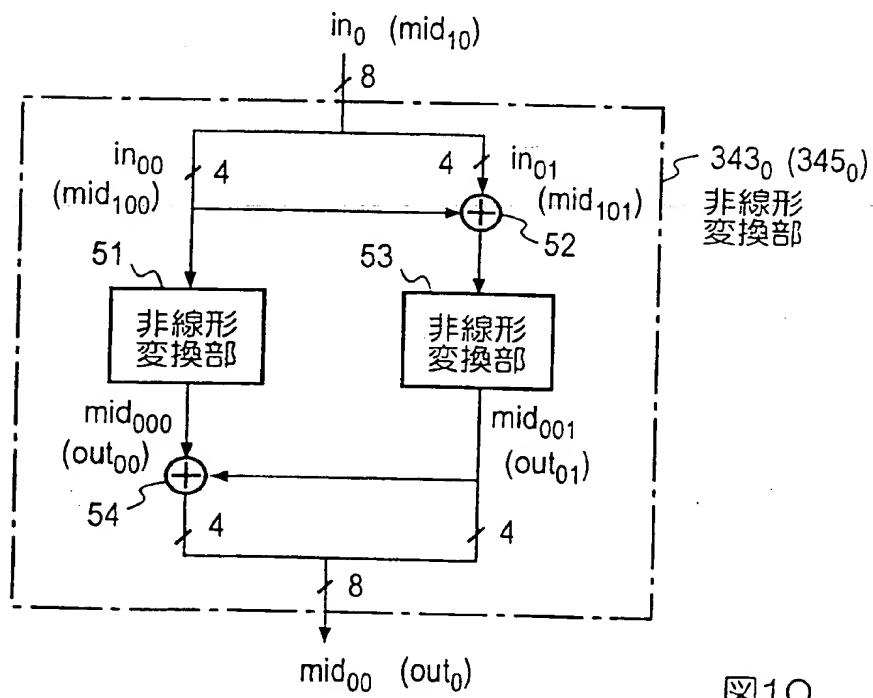 in₀ (mid₁₀)
8
in₀₀
4
(mid₁₀₀)
4
in₀₁
(mid₁₀₁)
52
343₀ (345₀)
非線形
変換部
51
非線形
変換部
53
非線形
変換部
mid₀₀₀
(out₀₀)
mid₀₀₁
(out₀₁)
54
4
4
8
mid₀₀ (out₀)
図10